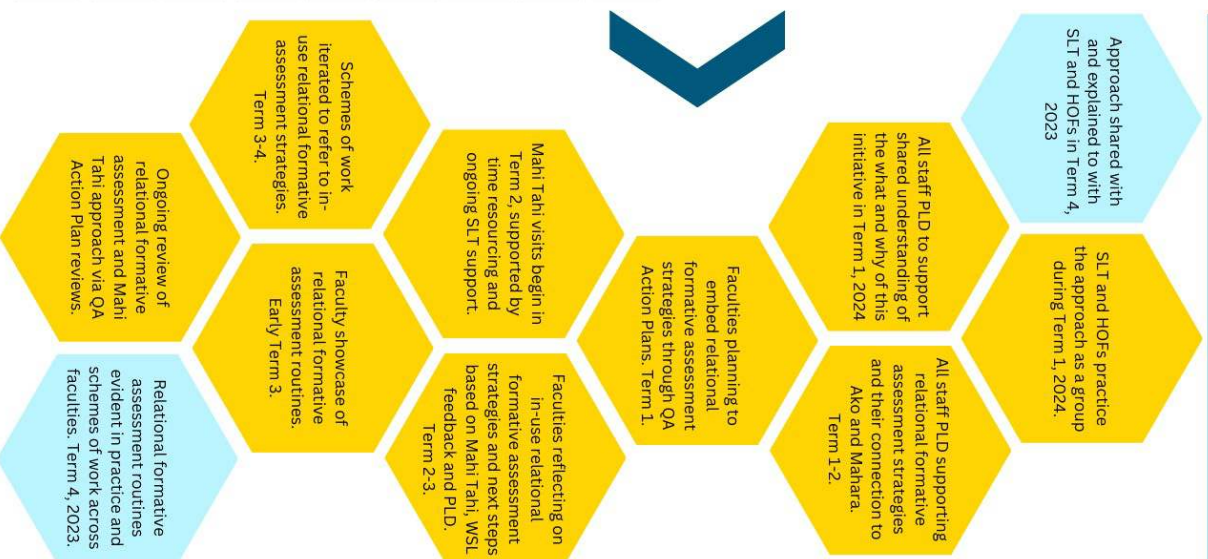 Approach shared with
and explained to with
SLT and HOFs in Term 4,
2023
SLT and HOFs practice
the approach as a group
during Term 1, 2024.
All staff PLD to support
shared understanding of
the what and why of this
initiative in Term 1, 2024
All staff PLD supporting
relational formative
assessment strategies
and their connection to
Ako and Mahara.
Term 1-2.
Faculties planning to
embed relational
formative assessment
strategies through QA
Action Plans. Term 1.
Mahi Tahi visits begin in
Term 2, supported by
time resourcing and
ongoing SLT support.
Faculties reflecting on
in-use relational
formative assessment
strategies and next steps
based on Mahi Tahi, WSL
feedback and PLD.
Term 2-3.
Schemes of work
iterated to refer to in-
use relational formative
assessment strategies.
Term 3-4.
Faculty showcase of
relational formative
assessment routines.
Early Term 3.
Ongoing review of
relational formative
assessment and Mahi
Tahi approach via QA
Action Plan reviews.
Relational formative
assessment routines
evident in practice and
schemes of work across
faculties. Term 4, 2023.